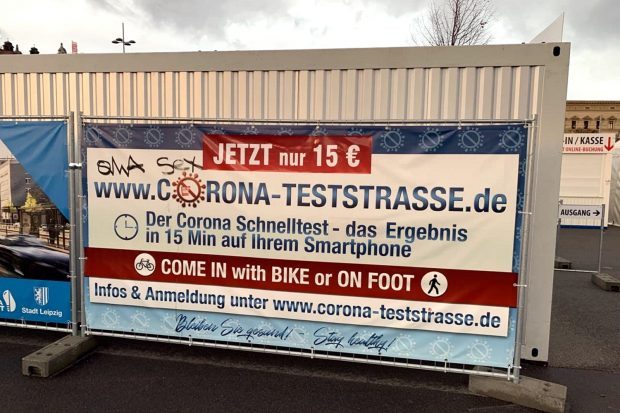 -IN / KASSE
ONLINE-BUCHUNG
AUSGANG
SEX
JETZT nur 15 €
www.CORONA-TESTSTRASSE.de
Der Corona Schnelltest - das Ergebnis
in 15 Min auf Ihrem Smartphone
COME IN with BIKE or ON FOOT
Infos & Anmeldung unter www.corona-teststrasse.de
Bleiben Sie gesund! Stay healthy!
Stadt Leipzig